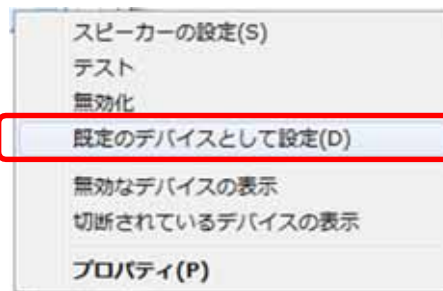 スピーカーの設定(S)
テスト
無効化
既定のデバイスとして設定(D)
無効なデバイスの表示
切断されているデバイスの表示
プロパティ(P)